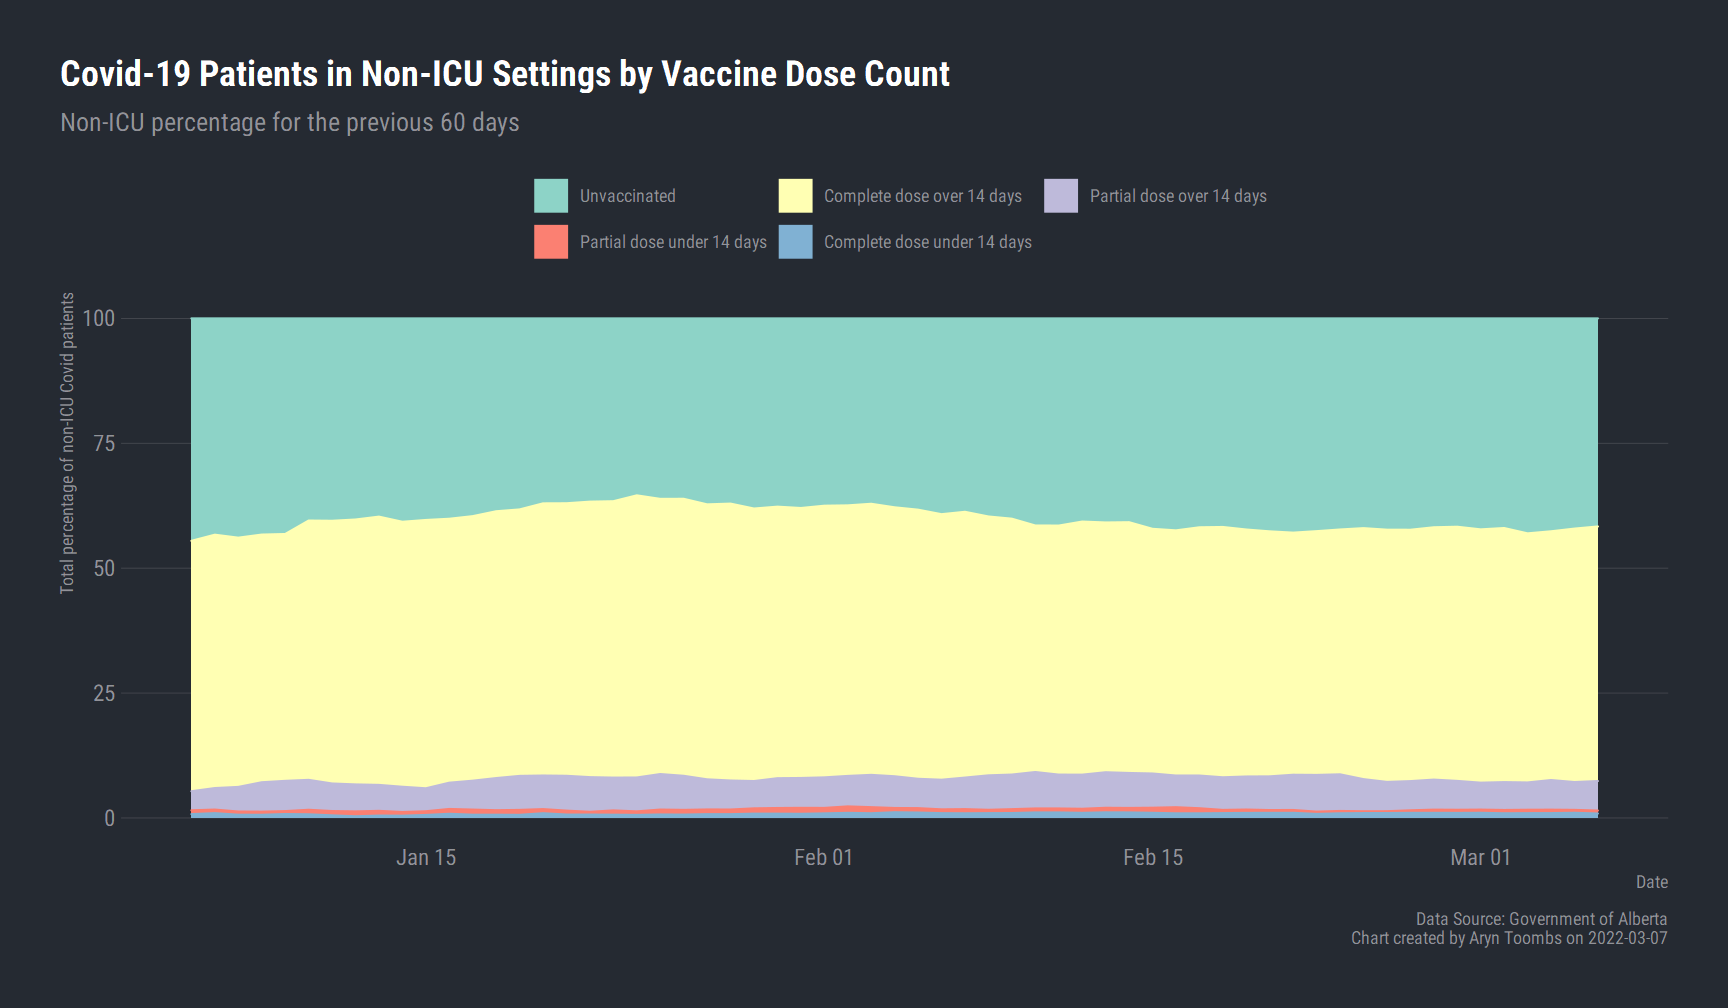 Covid-19 Patients in Non-ICU Settings by Vaccine Dose Count
Non-ICU percentage for the previous 60 days
Unvaccinated
Complete dose over 14 days
Partial dose over 14 days
Partial dose under 14 days
Complete dose under 14 days
Total percentage of non-ICU Covid patients
100
75
50
25
0
Jan 15
Feb 01
Feb 15
Mar 01
Date
Data Source: Government of Alberta
Chart created by Aryn Toombs on 2022-03-07